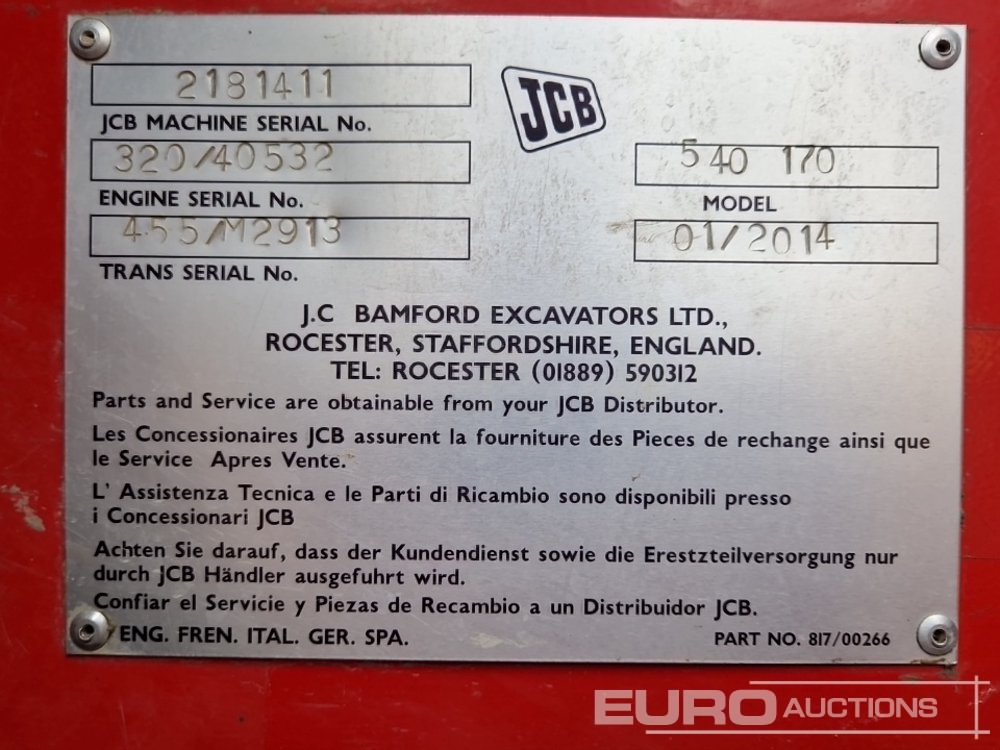 2181411
JCB MACHINE SERIAL No.
320/40532
ENGINE SERIAL No.
455/M2913
TRANS SERIAL No.
JCB
540 170
MODEL
01/2014
J.C BAMFORD EXCAVATORS LTD.,
ROCESTER, STAFFORDSHIRE, ENGLAND.
TEL: ROCESTER (01889) 590312
Parts and Service are obtainable from your JCB Distributor.
Les Concessionaires JCB assurent la fourniture des Pieces de rechange ainsi que
le Service Apres Vente.
L' Assistenza Tecnica e le Parti di Ricambio sono disponibili presso
i Concessionari JCB
Achten Sie darauf, dass der Kundendienst sowie die Erestzteilversorgung nur
durch JCB Händler ausgefuhrt wird.
Confiar el Servicie y Piezas de Recambio a un Distribuidor JCB.
ENG. FREN. ITAL. GER. SPA.
PART NO. 817/00266
EURO AUCTIONS